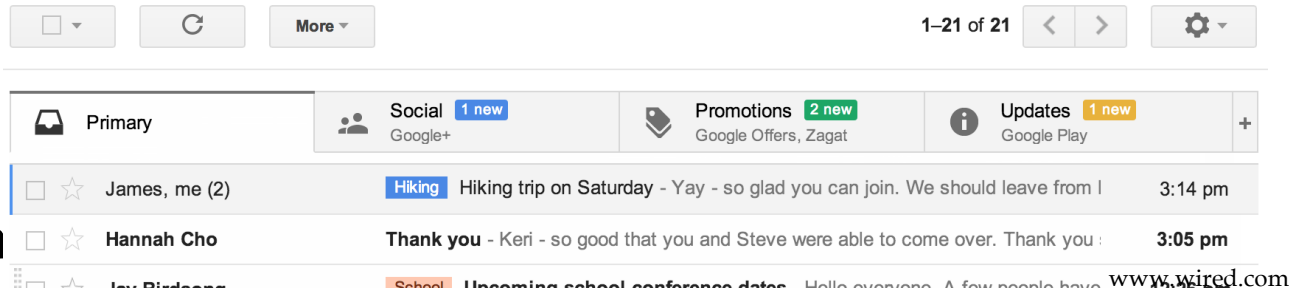 More
1–21 of 21
Primary
Social 1 new
Google+
Promotions 2 new
Google Offers, Zagat
Updates 1 new
Google Play
+
James, me (2) Hiking Hiking trip on Saturday - Yay - so glad you can join. We should leave from 3:14 pm
Hannah Cho Thank you - Keri - so good that you and Steve were able to come over. Thank you 3:05 pm
Jay Birdsong School Upcoming school conference dates - Hello everyone, A few people have
www.wired.com